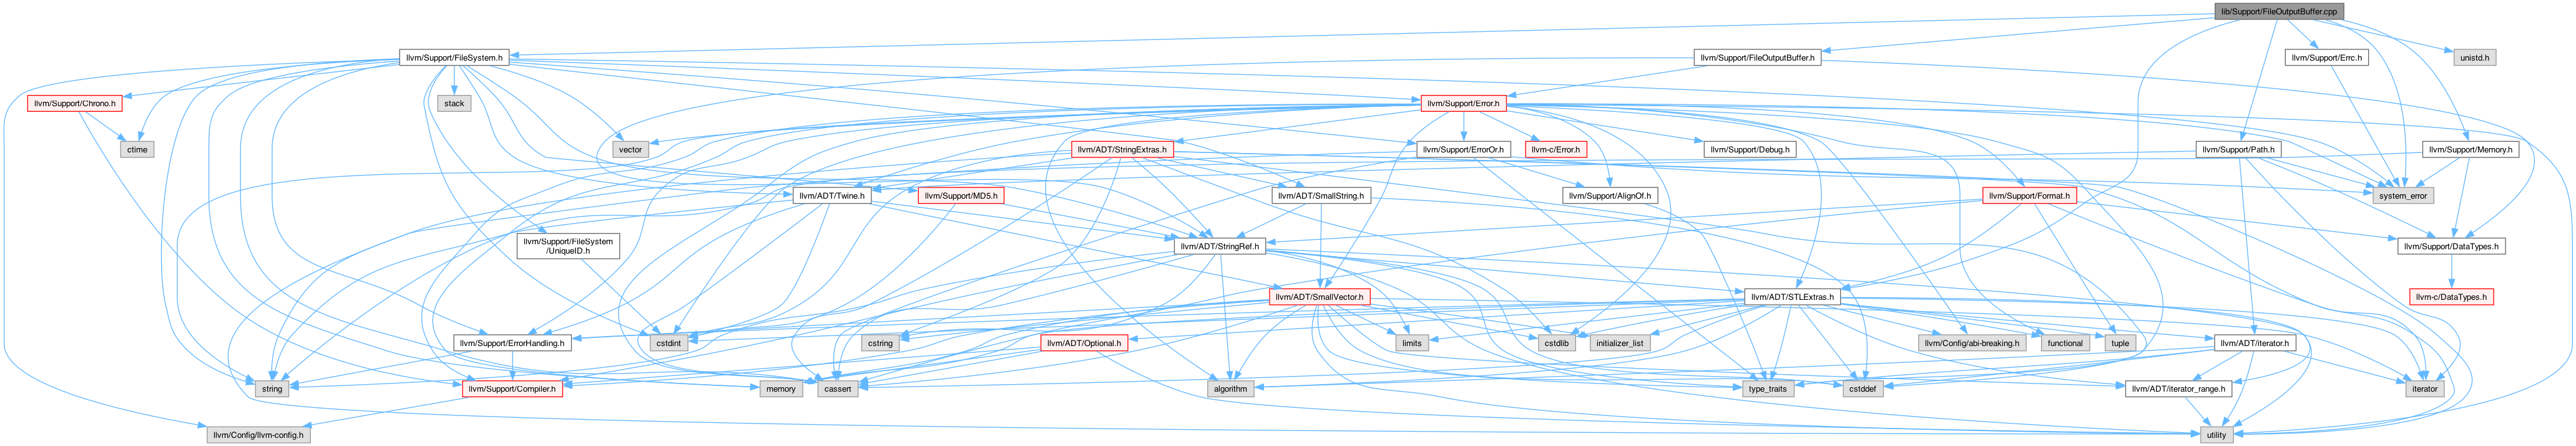 lib/Support/FileOutputBuffer.cpp
llvm/Support/FileSystem.h
llvm/Support/FileOutputBuffer.h
llvm/Support/Errc.h
unistd.h
llvm/Support/Chrono.h
stack
llvm/Support/Error.h
ctime
vector
llvm/ADT/StringExtras.h
llvm/Support/ErrorOr.h
llvm-c/Error.h
llvm/Support/Debug.h
llvm/Support/Path.h
llvm/Support/Memory.h
llvm/ADT/Twine.h
llvm/Support/MD5.h
llvm/ADT/SmallString.h
llvm/Support/AlignOf.h
llvm/Support/Format.h
system_error
llvm/Support/FileSystem
/UniqueID.h
llvm/ADT/StringRef.h
llvm/Support/DataTypes.h
llvm/ADT/SmallVector.h
llvm/ADT/STLExtras.h
llvm-c/DataTypes.h
llvm/Support/ErrorHandling.h
cstdint
cstring
llvm/ADT/Optional.h
limits
cstdlib
initializer_list
llvm/Config/abi-breaking.h
functional
tuple
llvm/ADT/iterator.h
string
llvm/Support/Compiler.h
memory
cassert
algorithm
type_traits
cstddef
llvm/ADT/iterator_range.h
iterator
llvm/Config/llvm-config.h
utility